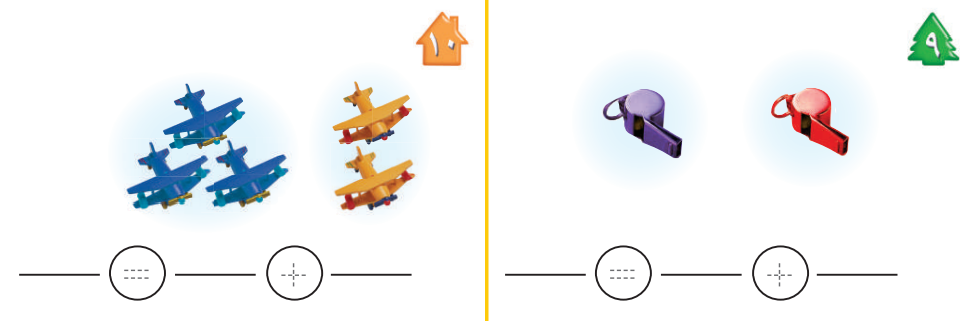 ٩
١٠
+ =
+ =